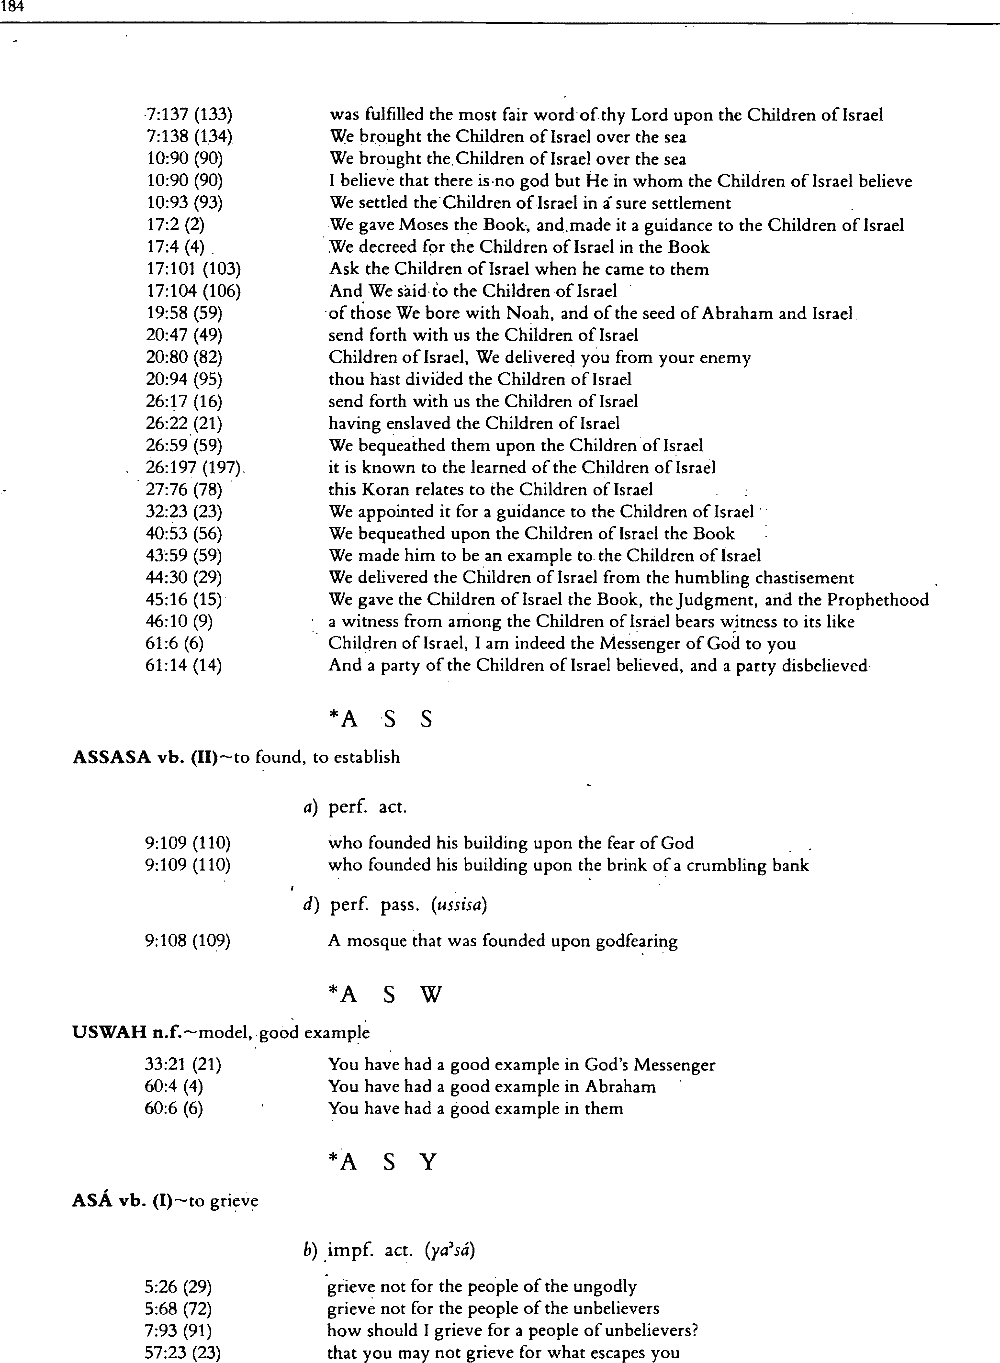 184
7:137 (133) was fulfilled the most fair word of thy Lord upon the Children of Israel
7:138 (134) We brought the Children of Israel over the sea
10:90 (90) We brought the Children of Israel over the sea
10:90 (90) I believe that there is no god but He in whom the Children of Israel believe
10:93 (93) We settled the Children of Israel in a sure settlement
17:2 (2) We gave Moses the Book, and made it a guidance to the Children of Israel
17:4 (4) We decreed for the Children of Israel in the Book
17:101 (103) Ask the Children of Israel when he came to them
17:104 (106) And We said to the Children of Israel
19:58 (59) of those We bore with Noah, and of the seed of Abraham and Israel
20:47 (49) send forth with us the Children of Israel
20:80 (82) Children of Israel, We delivered you from your enemy
20:94 (95) thou hast divided the Children of Israel
26:17 (16) send forth with us the Children of Israel
26:22 (21) having enslaved the Children of Israel
26:59 (59) We bequeathed them upon the Children of Israel
26:197 (197) it is known to the learned of the Children of Israel
27:76 (78) this Koran relates to the Children of Israel
32:23 (23) We appointed it for a guidance to the Children of Israel
40:53 (56) We bequeathed upon the Children of Israel the Book
43:59 (59) We made him to be an example to the Children of Israel
44:30 (29) We delivered the Children of Israel from the humbling chastisement
45:16 (15) We gave the Children of Israel the Book, the Judgment, and the Prophethood
46:10 (9) a witness from among the Children of Israel bears witness to its like
61:6 (6) Children of Israel, I am indeed the Messenger of God to you
61:14 (14) And a party of the Children of Israel believed, and a party disbelieved
*A S S
ASSASA vb. (II)~to found, to establish
a) perf. act.
9:109 (110) who founded his building upon the fear of God
9:109 (110) who founded his building upon the brink of a crumbling bank
d) perf. pass. (ussisa)
9:108 (109) A mosque that was founded upon godfearing
*A S W
USWAH n.f.~model, good example
33:21 (21) You have had a good example in God's Messenger
60:4 (4) You have had a good example in Abraham
60:6 (6) You have had a good example in them
*A S Y
ASÁ vb. (I)~to grieve
b) impf. act. (yaʾsá)
5:26 (29) grieve not for the people of the ungodly
5:68 (72) grieve not for the people of the unbelievers
7:93 (91) how should I grieve for a people of unbelievers?
57:23 (23) that you may not grieve for what escapes you